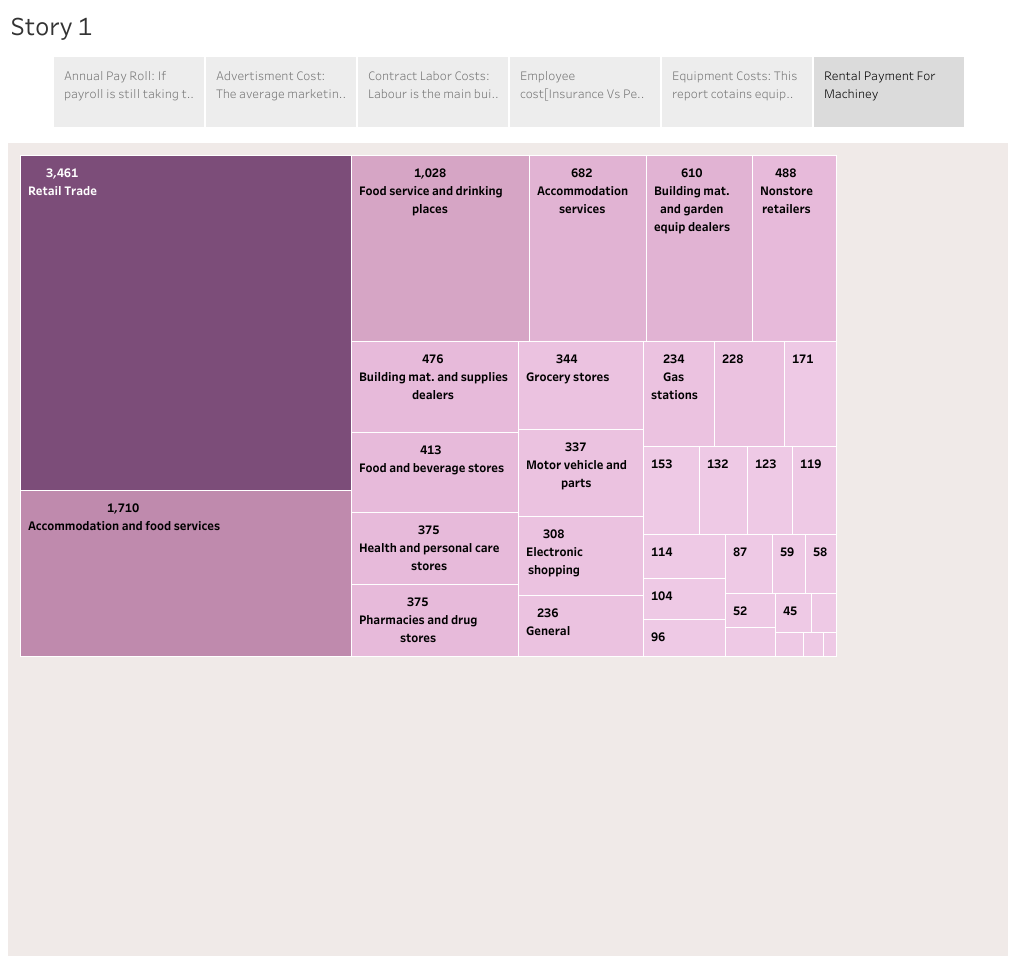 Story 1
Annual Pay Roll: If
payroll is still taking t..
Advertisment Cost:
The average marketin..
Contract Labor Costs:
Labour is the main bui..
Employee
cost[Insurance Vs Pe..
Equipment Costs: This
report cotains equip..
Rental Payment For
Machiney
3,461
Retail Trade
1,710
Accommodation and food services
1,028
Food service and drinking
places
682
Accommodation
services
610
Building mat.
and garden
equip dealers
488
Nonstore
retailers
476
Building mat. and supplies
dealers
413
Food and beverage stores
375
Health and personal care
stores
375
Pharmacies and drug
stores
344
Grocery stores
337
Motor vehicle and
parts
308
Electronic
shopping
236
General
234
Gas
stations
228
171
153
132
123
119
114
104
96
87
59
58
52
45